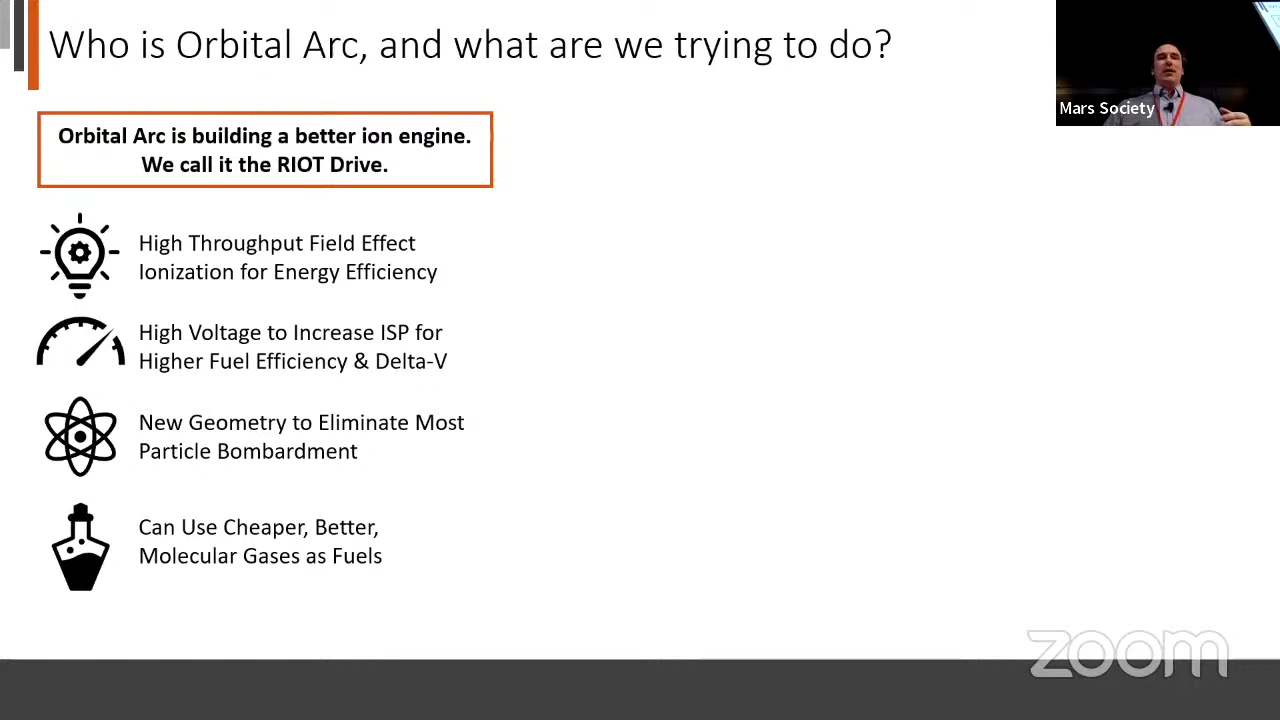 Who is Orbital Arc, and what are we trying to do?
Mars Society
Orbital Arc is building a better ion engine.
We call it the RIOT Drive.
High Throughput Field Effect
Ionization for Energy Efficiency
High Voltage to Increase ISP for
Higher Fuel Efficiency & Delta-V
New Geometry to Eliminate Most
Particle Bombardment
Can Use Cheaper, Better,
Molecular Gases as Fuels
zoom